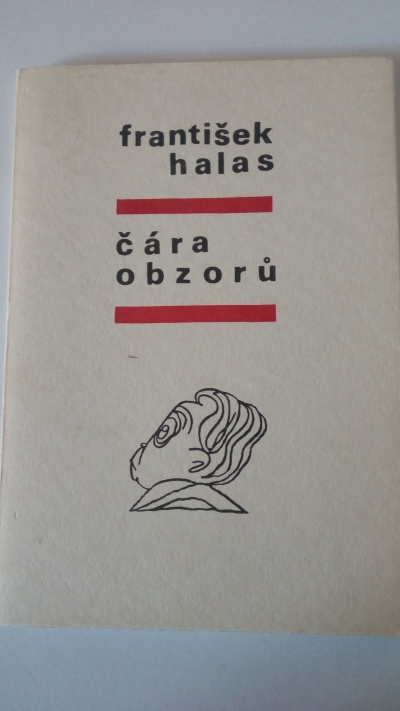 františek
halas
čára
obzorů